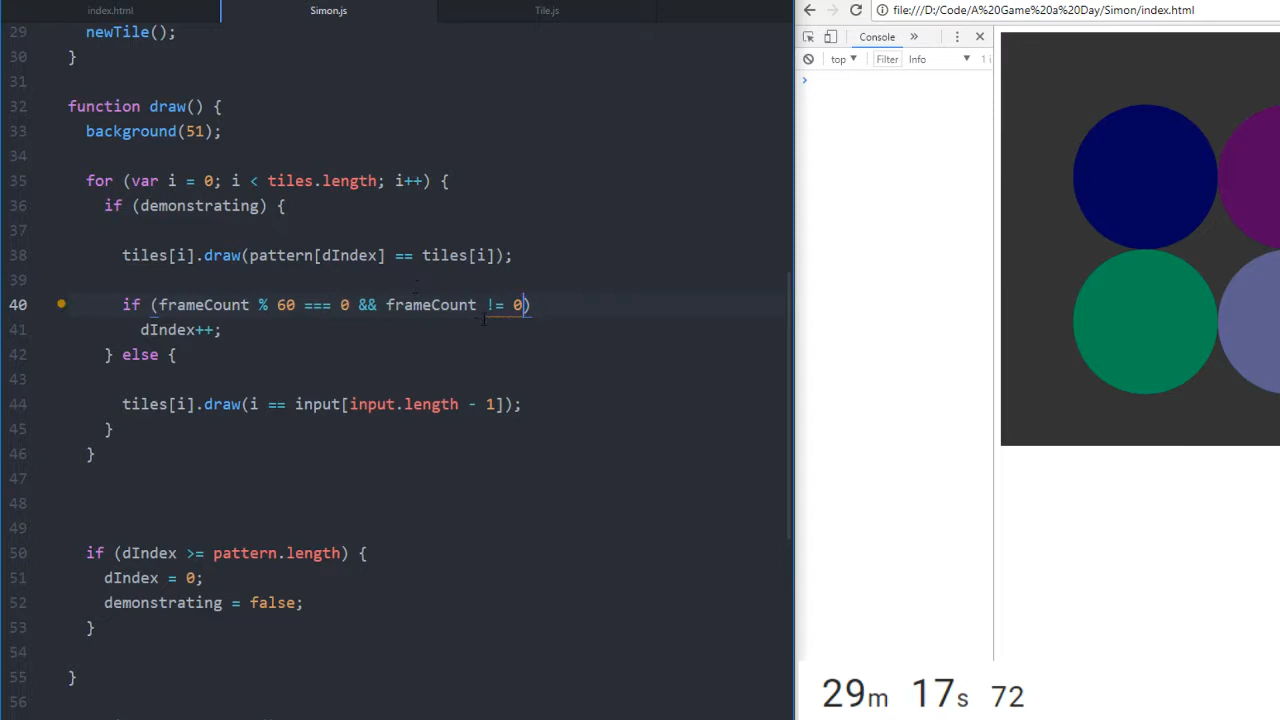 index.html Simon.js Tile.js
29 newTile();
30 }
31
32 function draw() {
33 background(51);
34
35 for (var i = 0; i < tiles.length; i++) {
36 if (demonstrating) {
37
38 tiles[i].draw(pattern[dIndex] == tiles[i]);
39
40 if (frameCount % 60 === 0 && frameCount != 0)
41 dIndex++;
42 } else {
43
44 tiles[i].draw(i == input[input.length - 1]);
45 }
46 }
47
48
49
50 if (dIndex >= pattern.length) {
51 dIndex = 0;
52 demonstrating = false;
53 }
54
55 }
56
file:///D:/Code/A%20Game%20a%20Day/Simon/index.html
Console »
top Filter Info 1 i
29m 17s 72